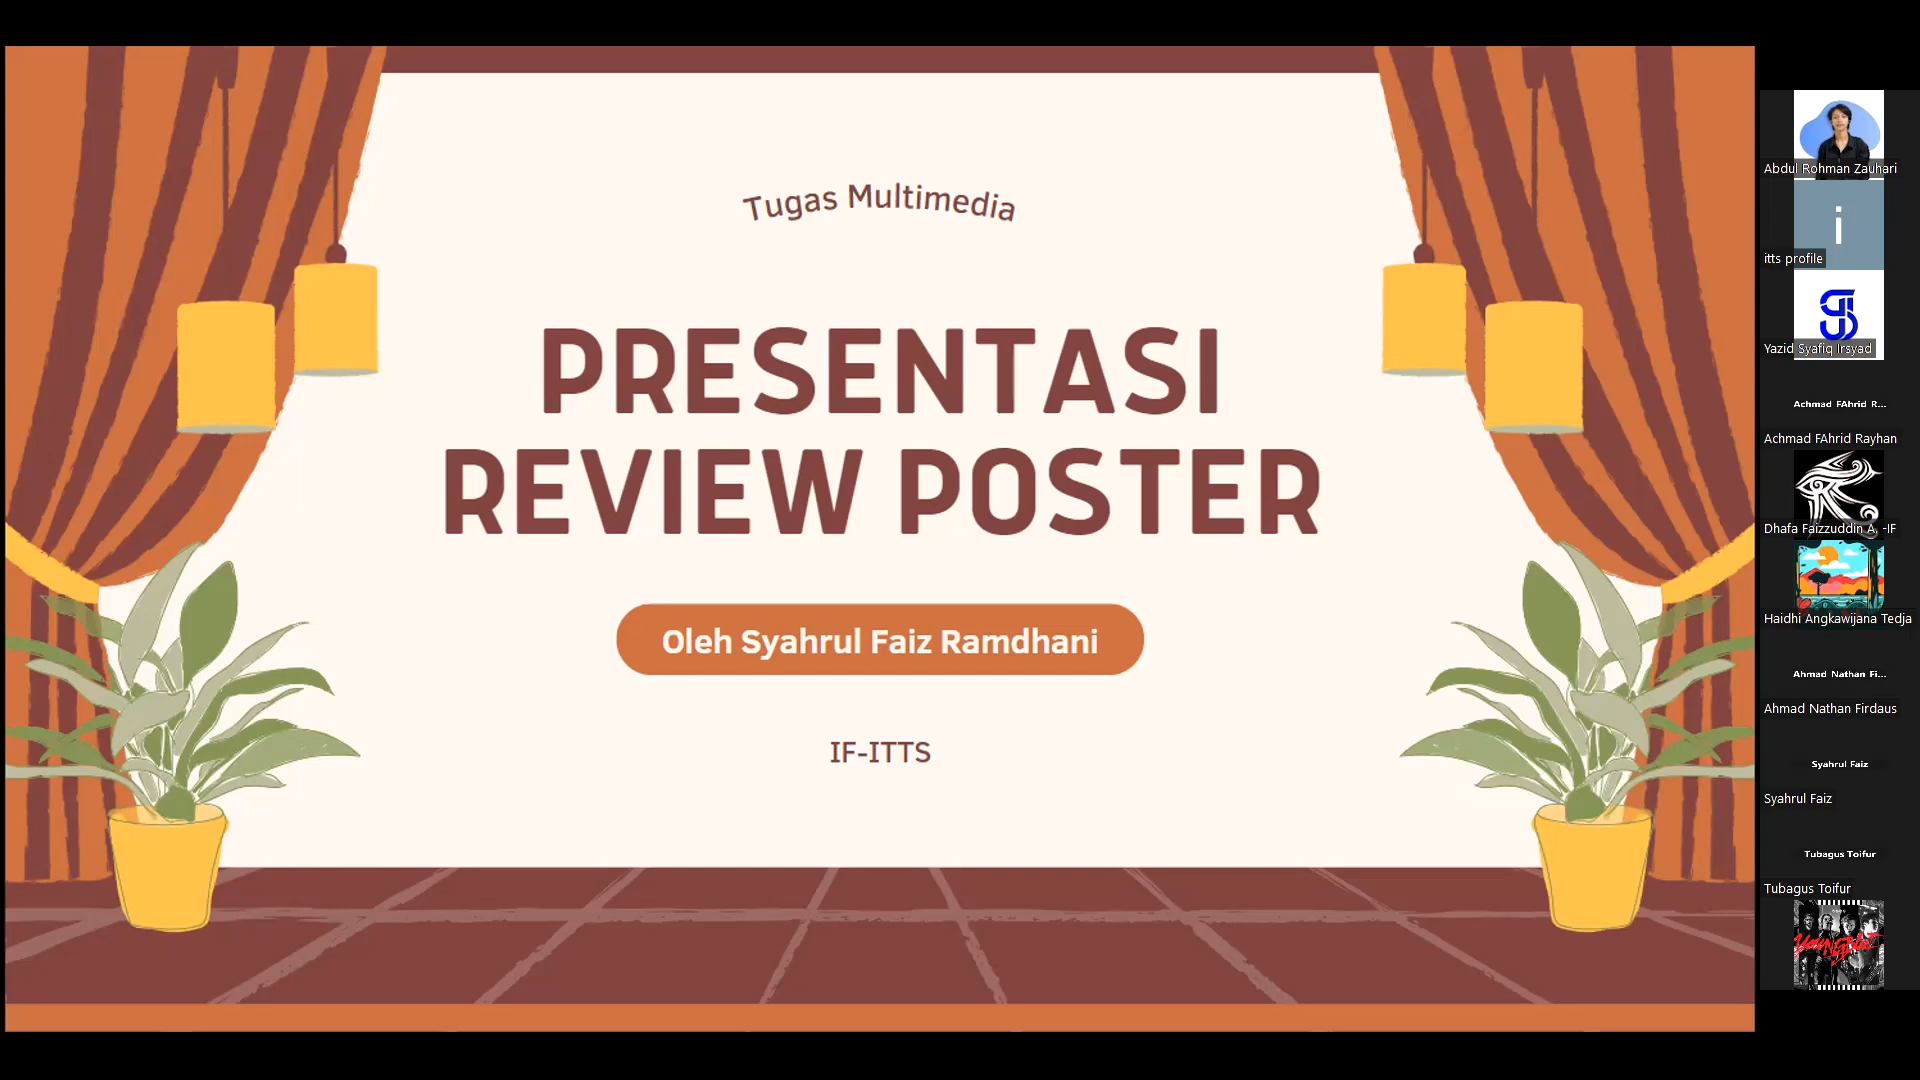 Tugas Multimedia
PRESENTASI
REVIEW POSTER
Oleh Syahrul Faiz Ramdhani
IF-ITTS
Abdul Rohman Zauhari
i
itts profile
Yazid Syafiq Irsyad
Achmad FAhrid R...
Achmad FAhrid Rayhan
Dhafa Faizzuddin A. -IF
Haidhi Angkawijana Tedja
Ahmad Nathan Fi...
Ahmad Nathan Firdaus
Syahrul Faiz
Syahrul Faiz
Tubagus Toifur
Tubagus Toifur